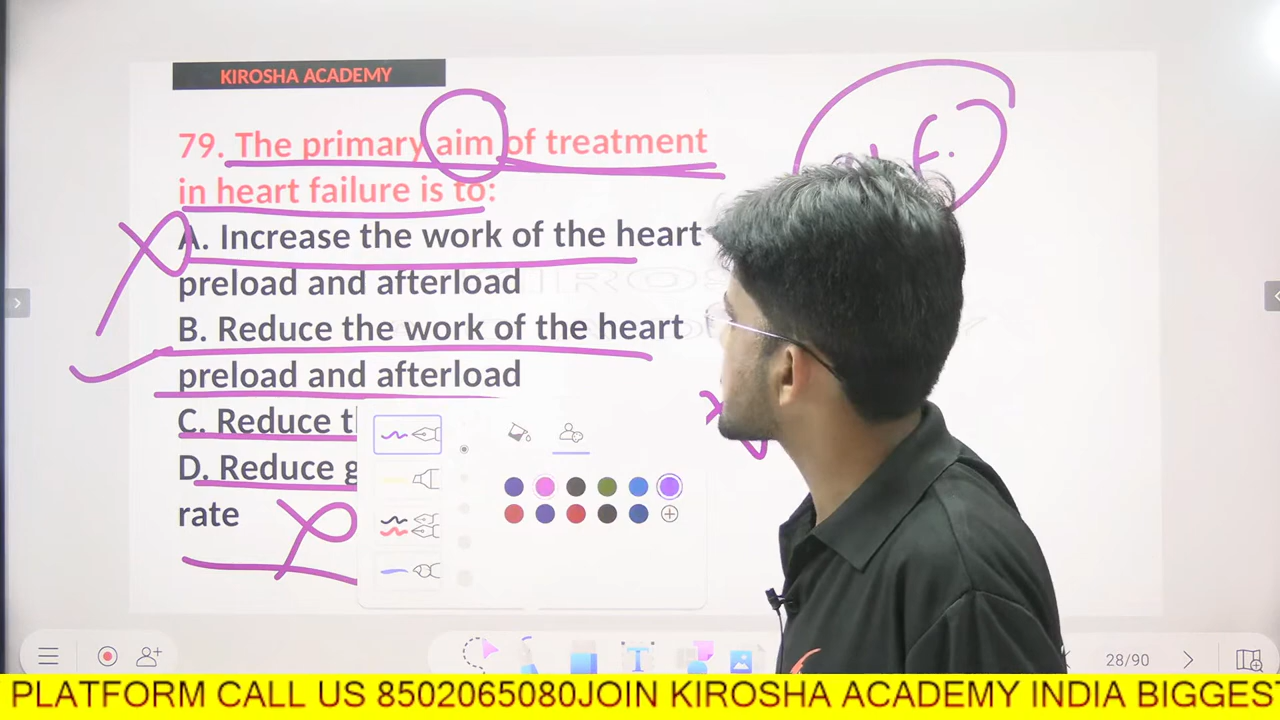 KIROSHA ACADEMY
79. The primary aim of treatment
in heart failure is to:
A. Increase the work of the heart
preload and afterload
B. Reduce the work of the heart
preload and afterload
C. Reduce
D. Reduce
rate
28/90
PLATFORM CALL US 8502065080JOIN KIROSHA ACADEMY INDIA BIGGEST